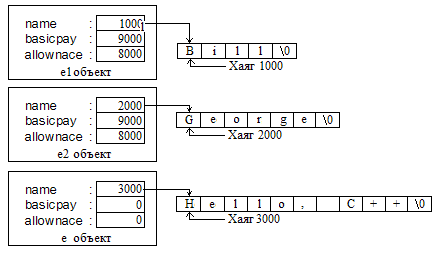 name : 1000
basicpay : 9000
allownace : 8000
e1 объект
B i l l \0
Хаяг 1000
name : 2000
basicpay : 9000
allownace : 8000
e2 объект
G e o r g e \0
Хаяг 2000
name : 3000
basicpay : 0
allownace : 0
e объект
H e l l o , C + + \0
Хаяг 3000